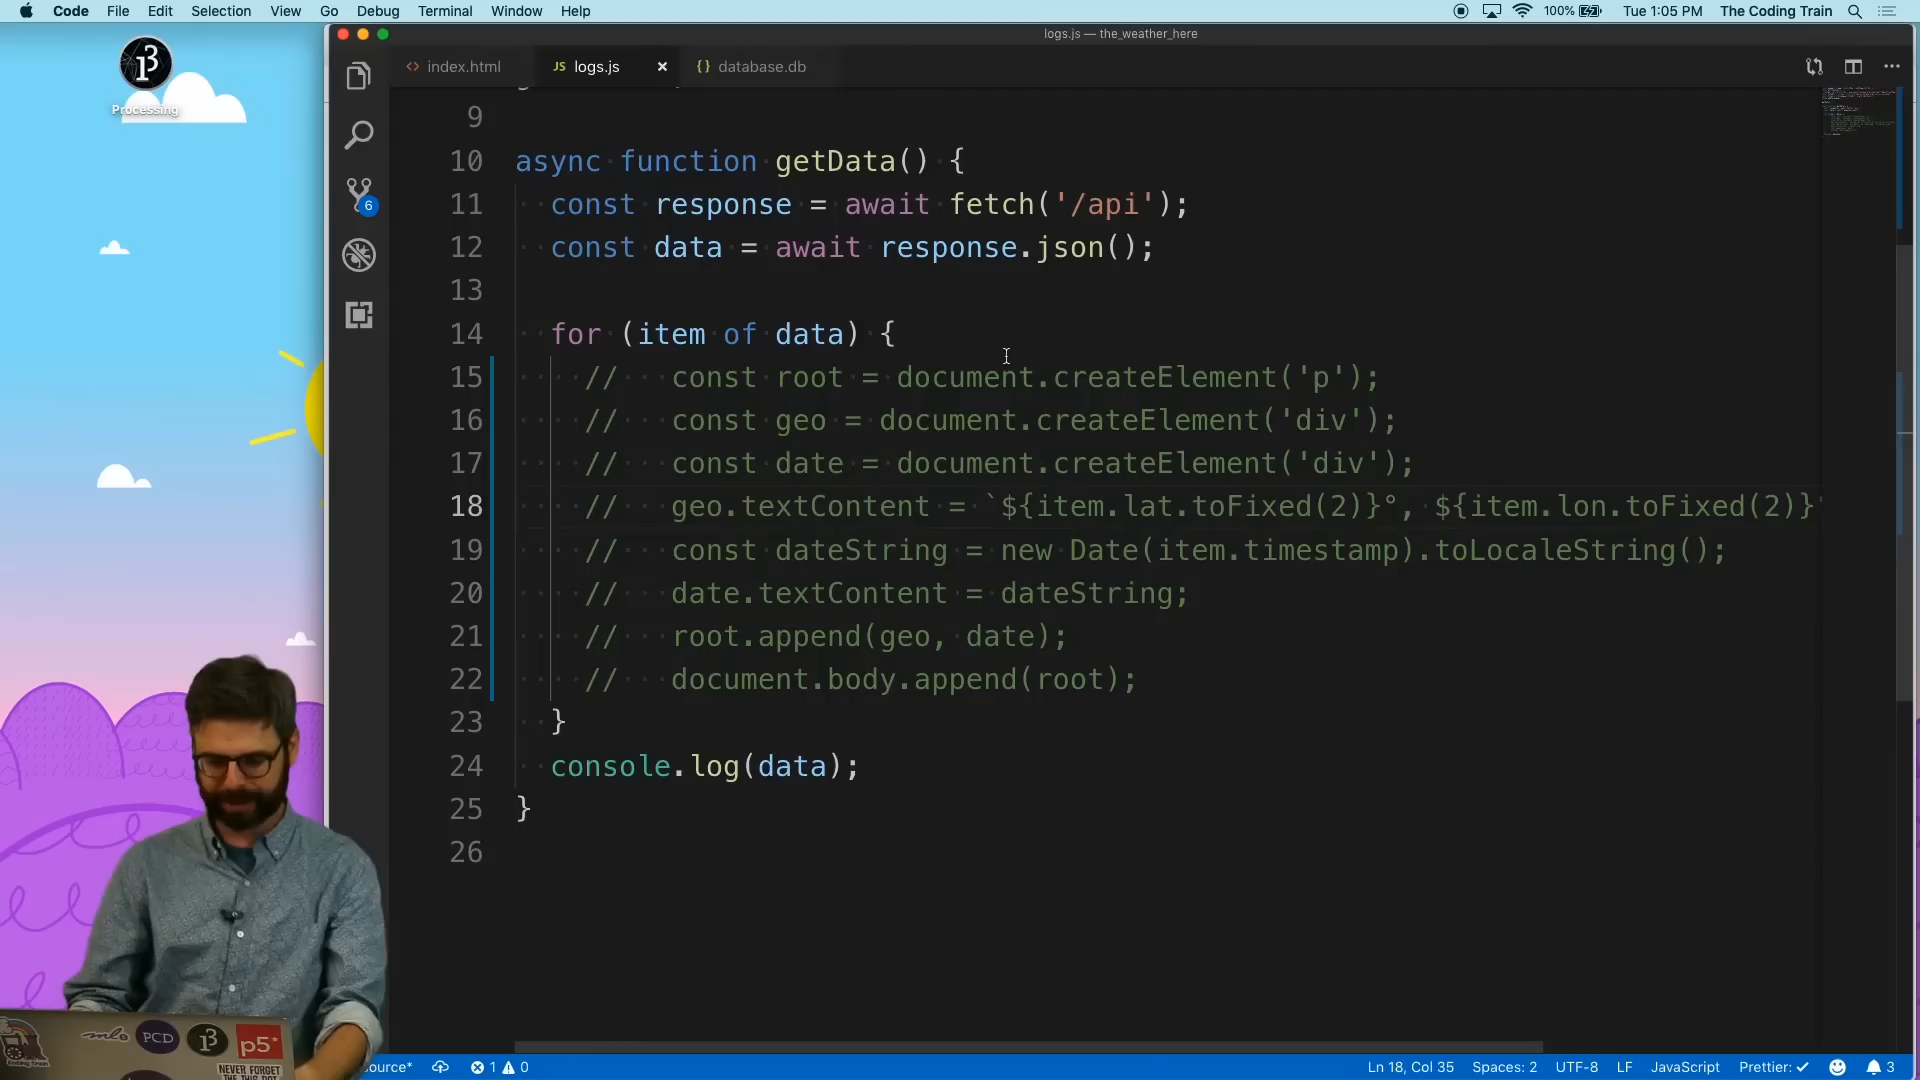 Code File Edit Selection View Go Debug Terminal Window Help 100% Tue 1:05 PM The Coding Train
logs.js — the_weather_here
Processing
<> index.html JS logs.js × {} database.db
9
10 async function getData() {
11 const response = await fetch('/api');
12 const data = await response.json();
13
14 for (item of data) {
15 // const root = document.createElement('p');
16 // const geo = document.createElement('div');
17 // const date = document.createElement('div');
18 // geo.textContent = `${item.lat.toFixed(2)}°, ${item.lon.toFixed(2)}°
19 // const dateString = new Date(item.timestamp).toLocaleString();
20 // date.textContent = dateString;
21 // root.append(geo, date);
22 // document.body.append(root);
23 }
24 console.log(data);
25 }
26
6
mlo PCD p5*
NEVER FORGET
ource* 1 0 Ln 18, Col 35 Spaces: 2 UTF-8 LF JavaScript Prettier: ✓ 3